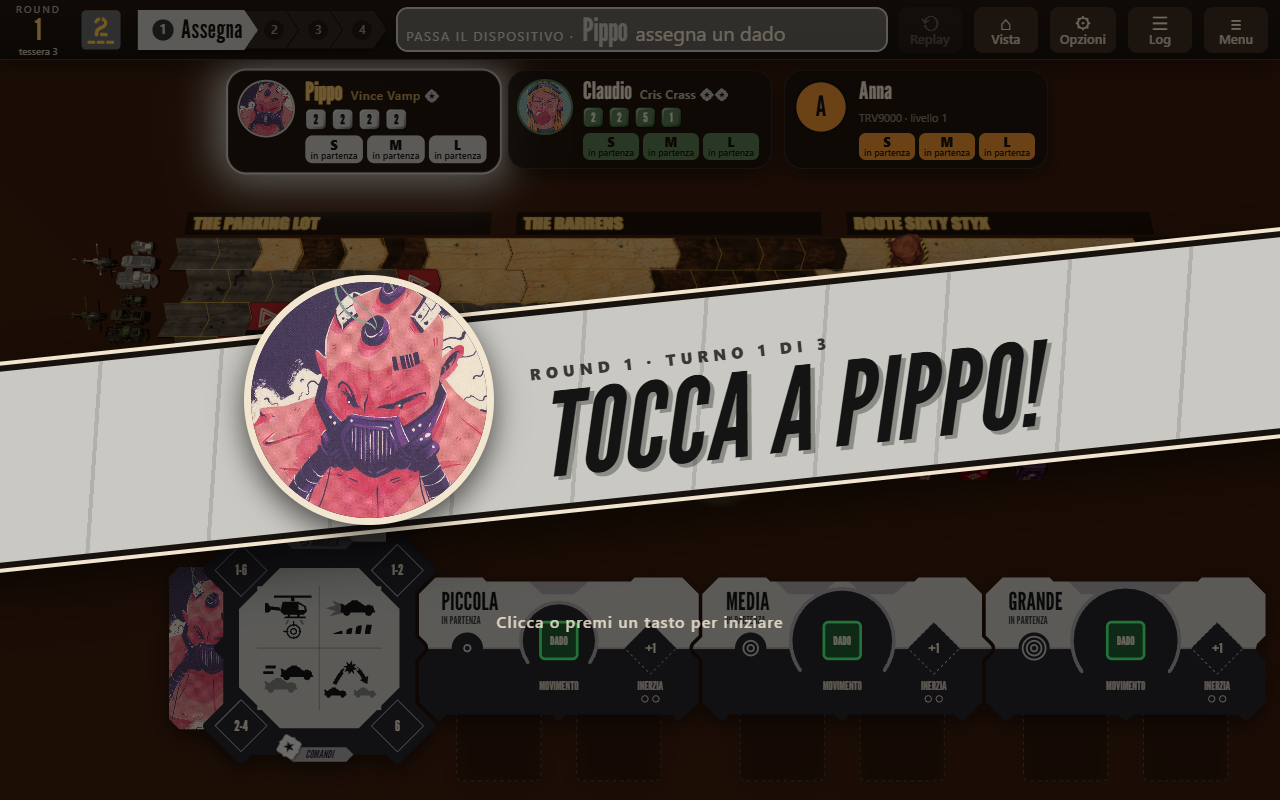 ROUND
1
tessera 3
2
1 Assegna
2
3
4
PASSA IL DISPOSITIVO · Pippo assegna un dado
Replay
Vista
Opzioni
Log
Menu
Pippo Vince Vamp
2 2 2 2
S M L
in partenza in partenza in partenza
Claudio Cris Crass
2 2 5 1
S M L
in partenza in partenza in partenza
A
Anna
TRV9000 · livello 1
S M L
in partenza in partenza in partenza
THE PARKING LOT
THE BARRENS
ROUTE SIXTY STYX
ROUND 1 · TURNO 1 DI 3
TOCCA A PIPPO!
1-6
1-2
2-4
6
COMANDI
PICCOLA
IN PARTENZA
DADO
+1
MOVIMENTO
INERZIA
MEDIA
DADO
+1
MOVIMENTO
INERZIA
GRANDE
IN PARTENZA
DADO
+1
MOVIMENTO
INERZIA
Clicca o premi un tasto per iniziare